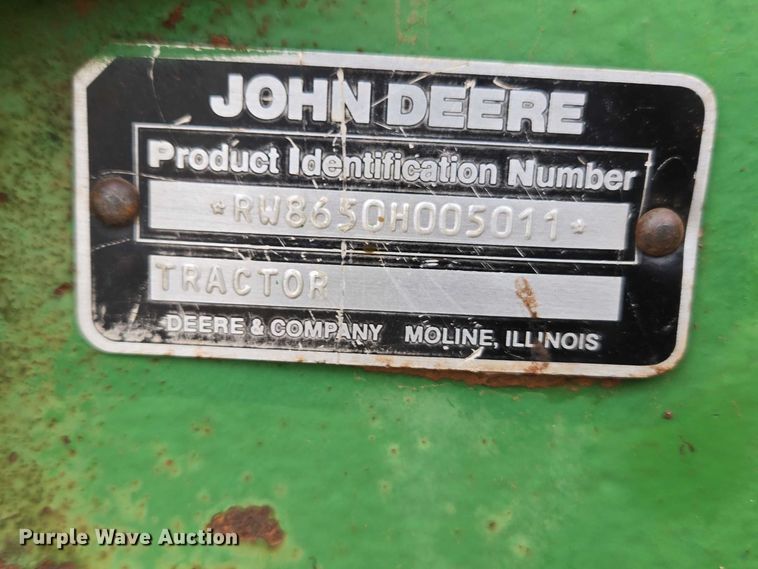 JOHN DEERE
Product Identification Number
*RW8650H005011*
TRACTOR
DEERE & COMPANY MOLINE, ILLINOIS
Purple Wave Auction